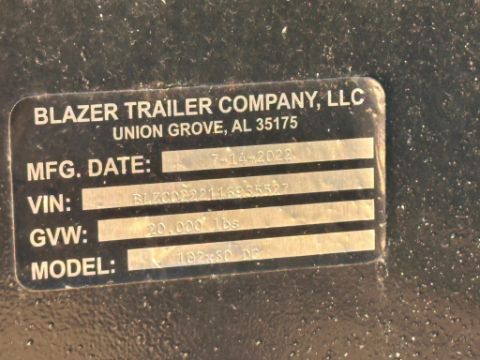 BLAZER TRAILER COMPANY, LLC
UNION GROVE, AL 35175
MFG. DATE: 7-14-2022
VIN:
GVW: 20,000 lbs
MODEL: